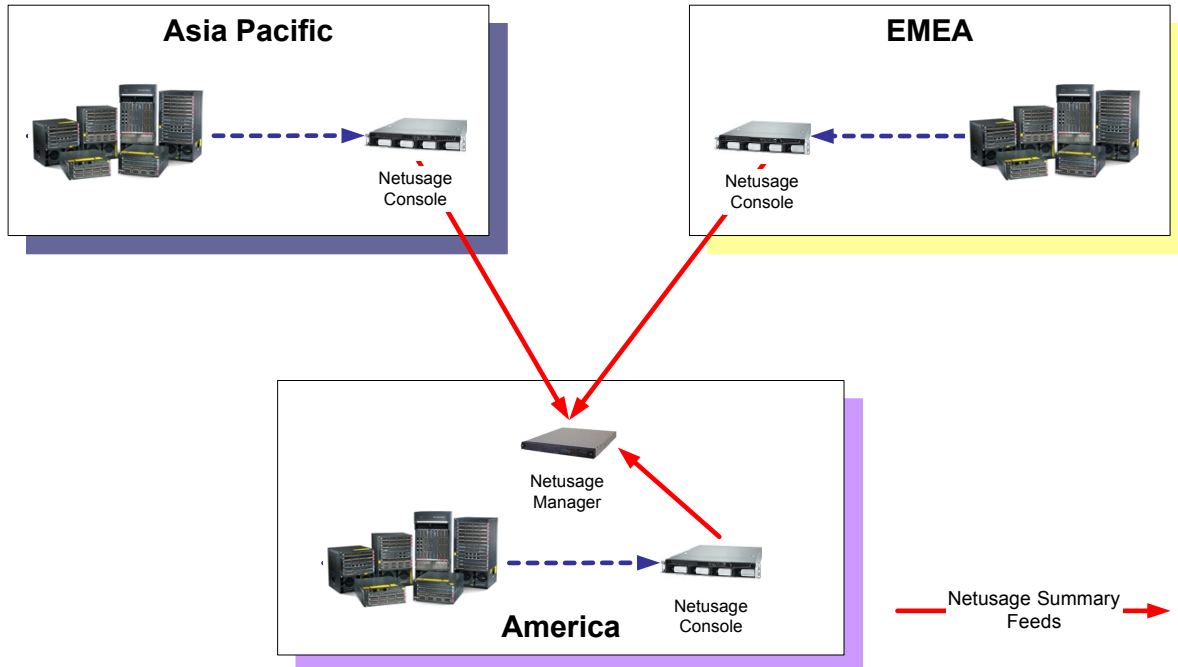 Asia Pacific
EMEA
Netusage
Console
Netusage
Console
Netusage
Manager
Netusage
Console
America
Netusage Summary
Feeds